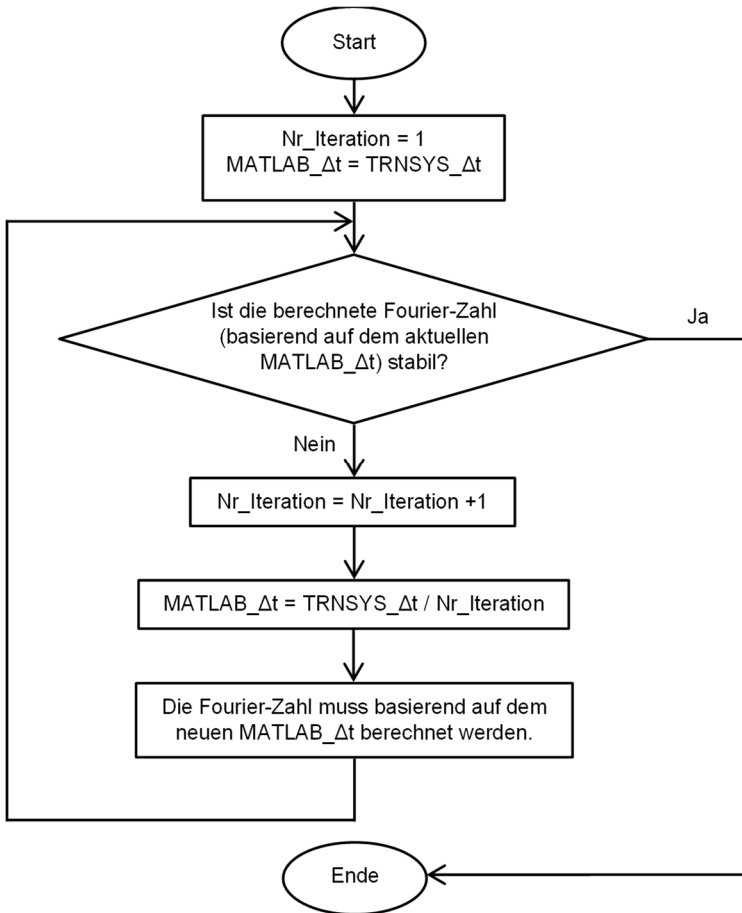 Start
Nr_Iteration = 1
MATLAB_Δt = TRNSYS_Δt
Ist die berechnete Fourier-Zahl
(basierend auf dem aktuellen
MATLAB_Δt) stabil?
Ja
Nein
Nr_Iteration = Nr_Iteration +1
MATLAB_Δt = TRNSYS_Δt / Nr_Iteration
Die Fourier-Zahl muss basierend auf dem
neuen MATLAB_Δt berechnet werden.
Ende